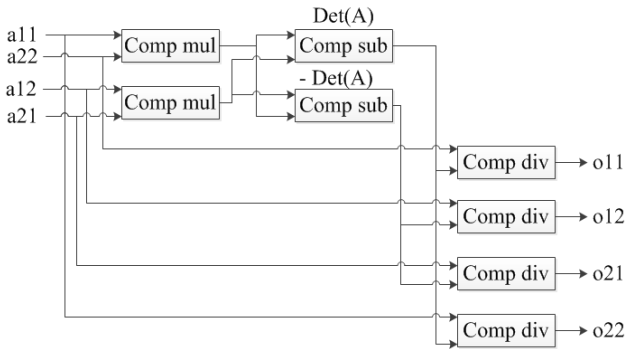 Det(A)
a11
a22
Comp mul
Comp sub
- Det(A)
a12
a21
Comp mul
Comp sub
Comp div
o11
Comp div
o12
Comp div
o21
Comp div
o22